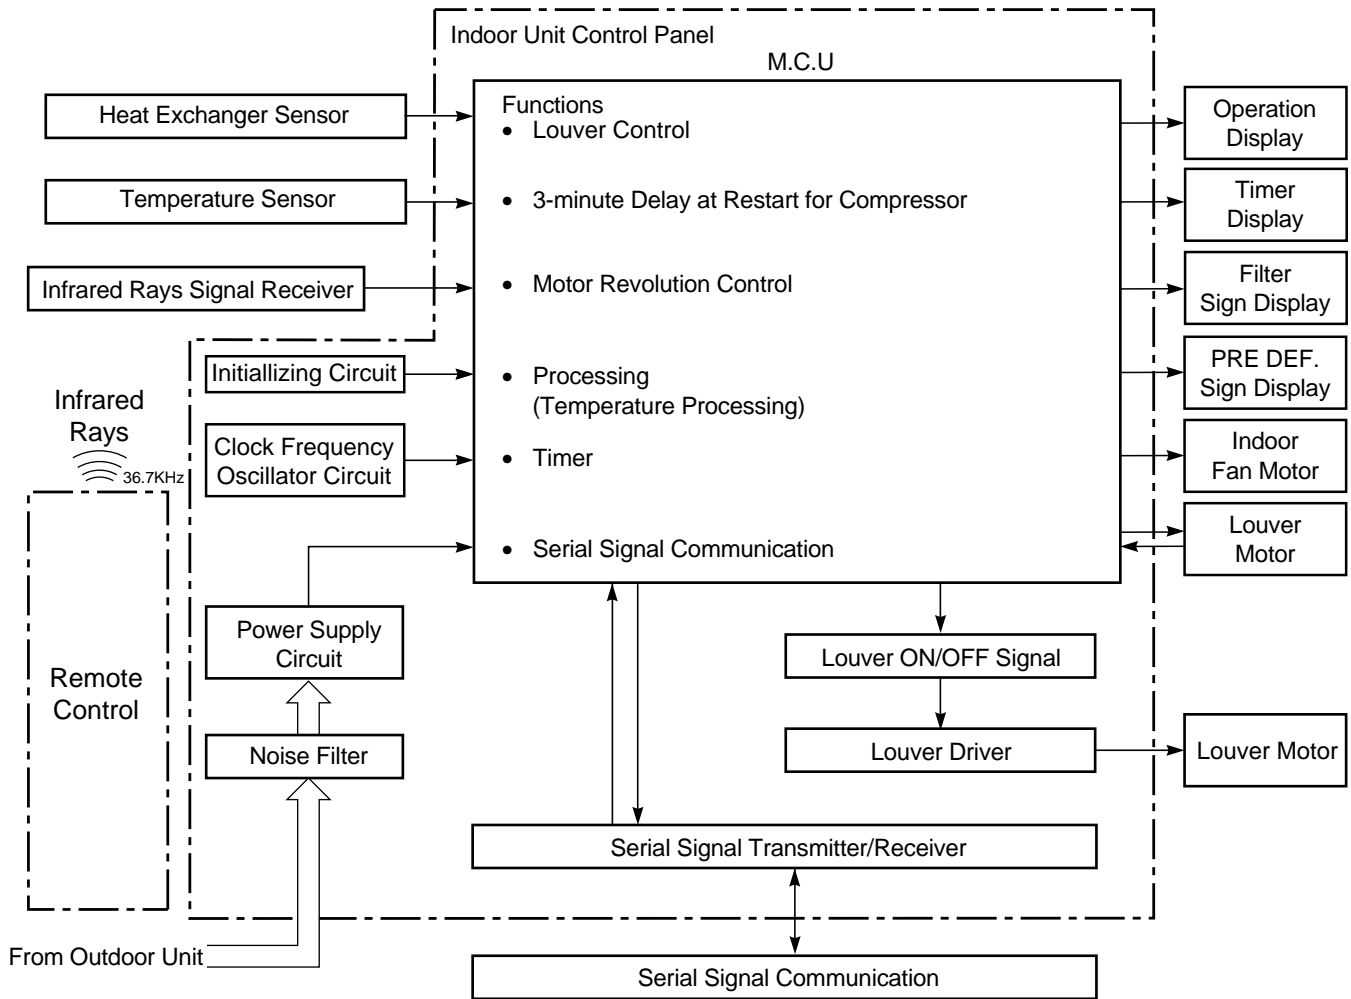 Indoor Unit Control Panel
M.C.U
Heat Exchanger Sensor
Temperature Sensor
Infrared Rays Signal Receiver
Initiallizing Circuit
Clock Frequency
Oscillator Circuit
Infrared
Rays
36.7KHz
Remote
Control
Power Supply
Circuit
Noise Filter
From Outdoor Unit
Functions
• Louver Control
• 3-minute Delay at Restart for Compressor
• Motor Revolution Control
• Processing
(Temperature Processing)
• Timer
• Serial Signal Communication
Louver ON/OFF Signal
Louver Driver
Serial Signal Transmitter/Receiver
Serial Signal Communication
Operation
Display
Timer
Display
Filter
Sign Display
PRE DEF.
Sign Display
Indoor
Fan Motor
Louver
Motor
Louver Motor